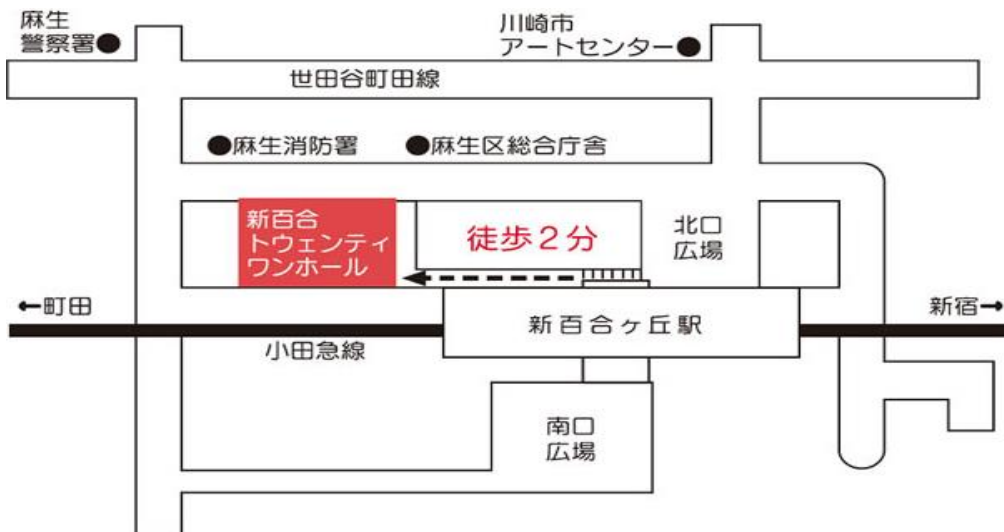 麻生
警察署●
川崎市
アートセンター●
世田谷町田線
●麻生消防署
●麻生区総合庁舎
新百合
トウェンティ
ワンホール
徒歩2分
北口
広場
←町田
新宿→
新百合ヶ丘駅
小田急線
南口
広場